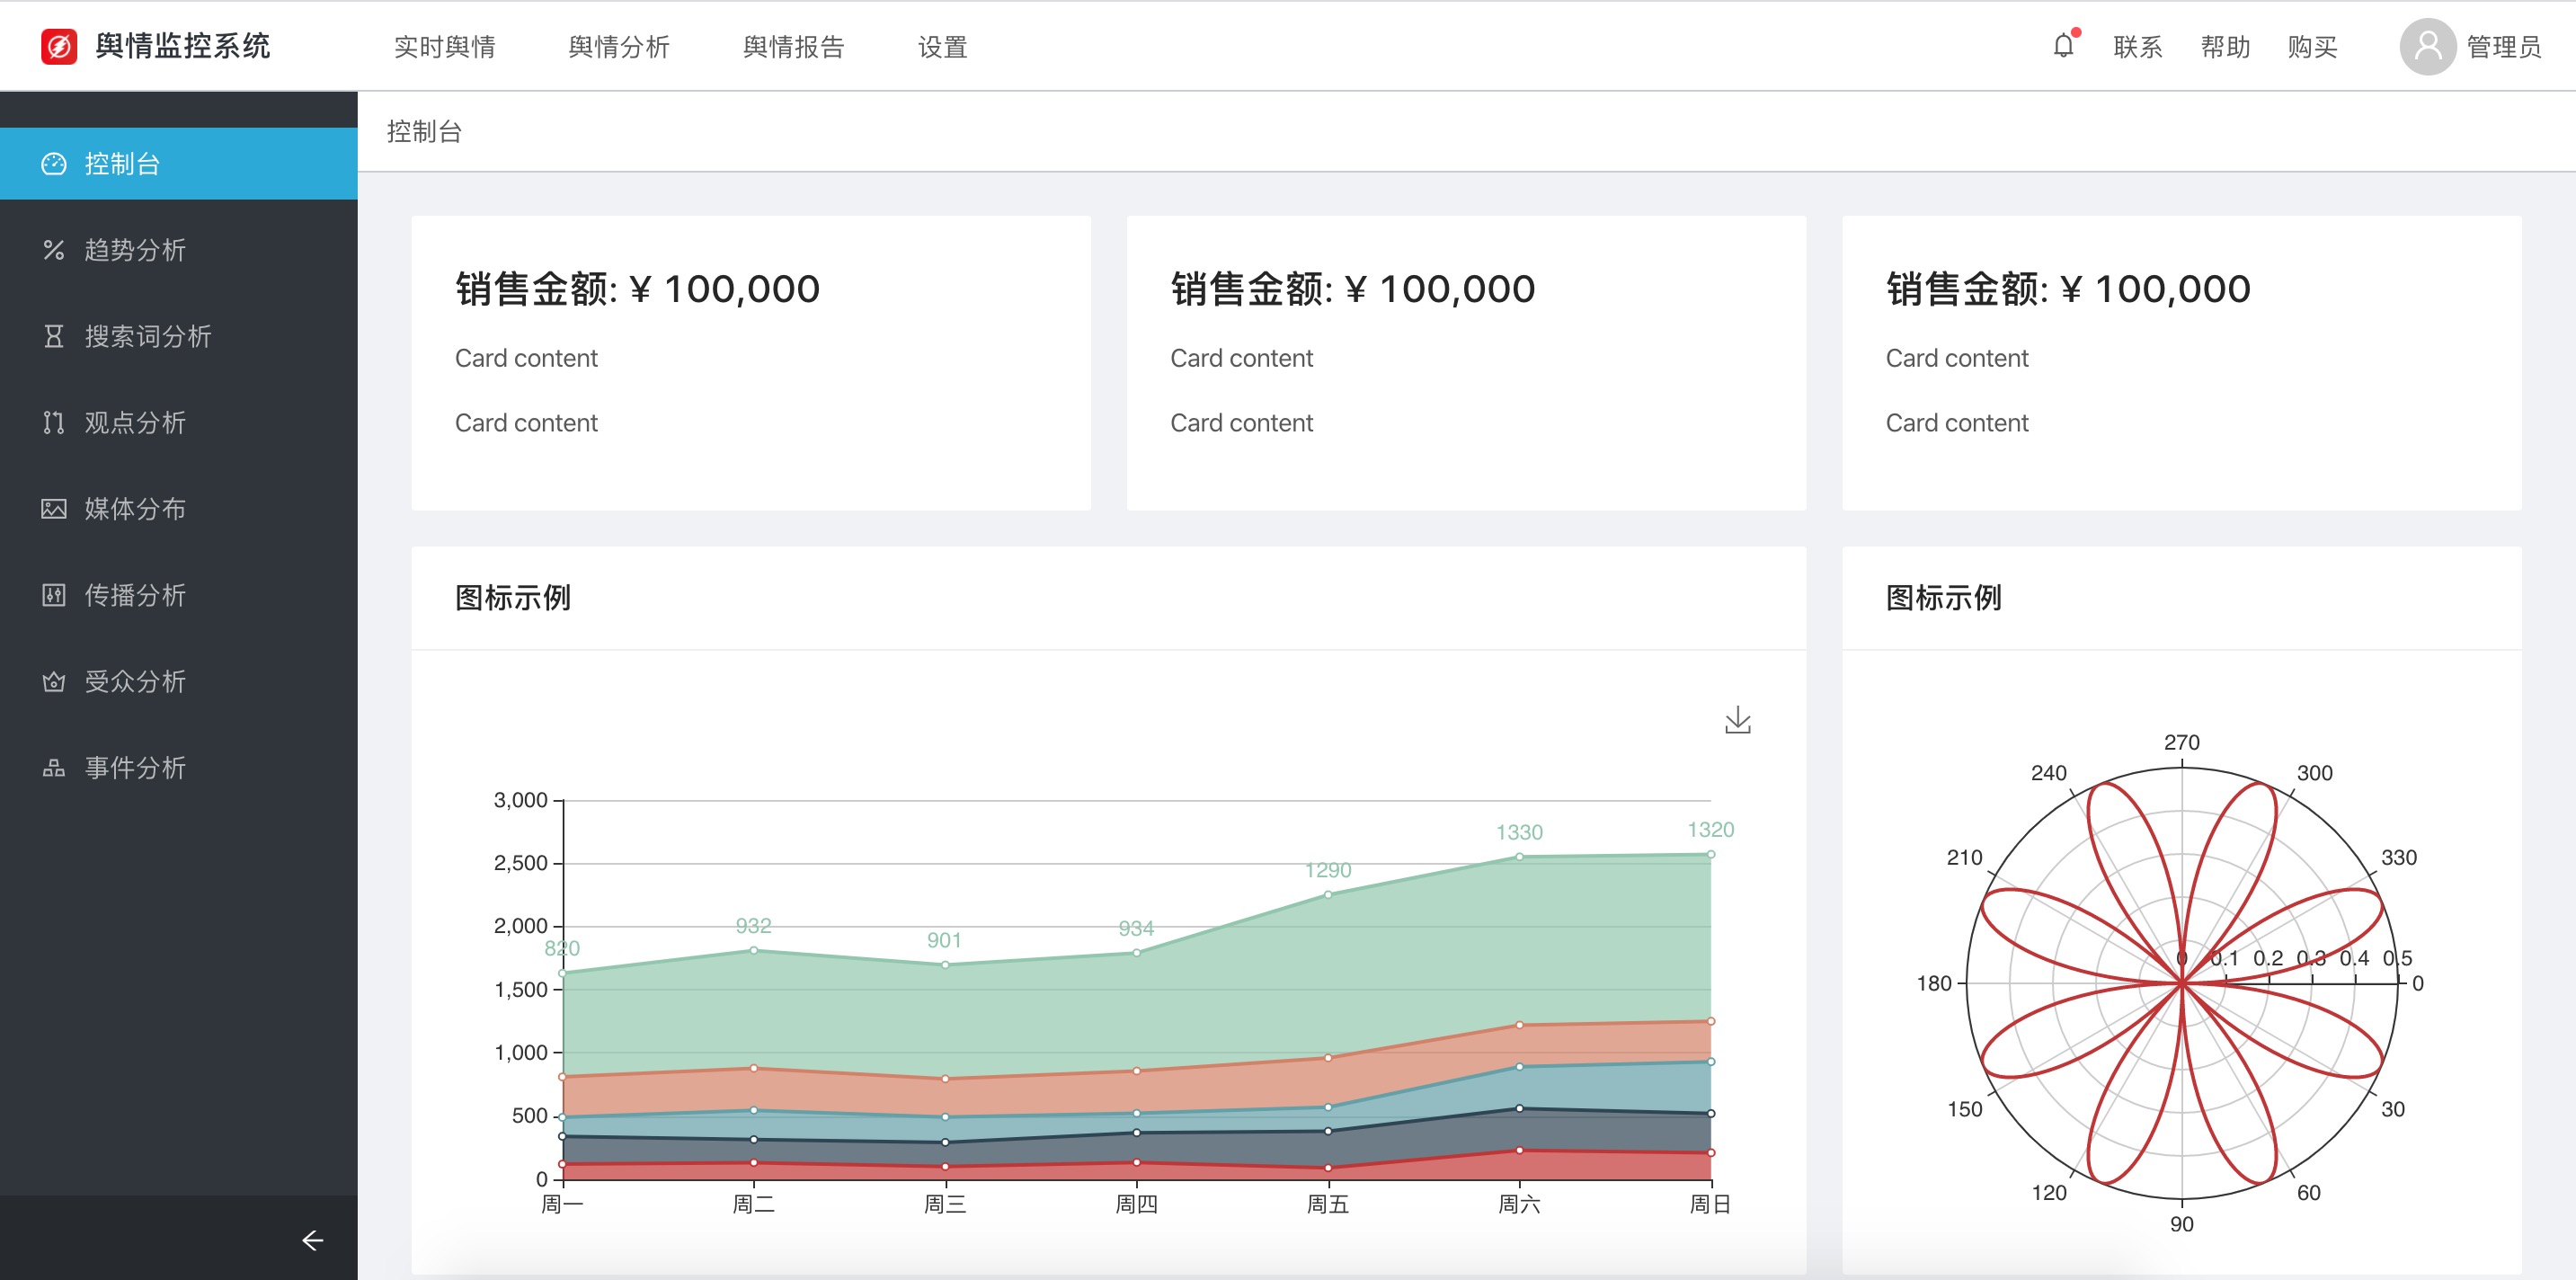 舆情监控系统 实时舆情 舆情分析 舆情报告 设置 联系 帮助 购买 管理员
控制台
趋势分析
搜索词分析
观点分析
媒体分布
传播分析
受众分析
事件分析
控制台
销售金额: ¥ 100,000
Card content
Card content
销售金额: ¥ 100,000
Card content
Card content
销售金额: ¥ 100,000
Card content
Card content
图标示例
3,000
2,500
2,000
1,500
1,000
500
0
820 932 901 934 1290 1330 1320
周一 周二 周三 周四 周五 周六 周日
图标示例
270
240 300
210 330
0 0.1 0.2 0.3 0.4 0.5
180 0
150 30
120 60
90